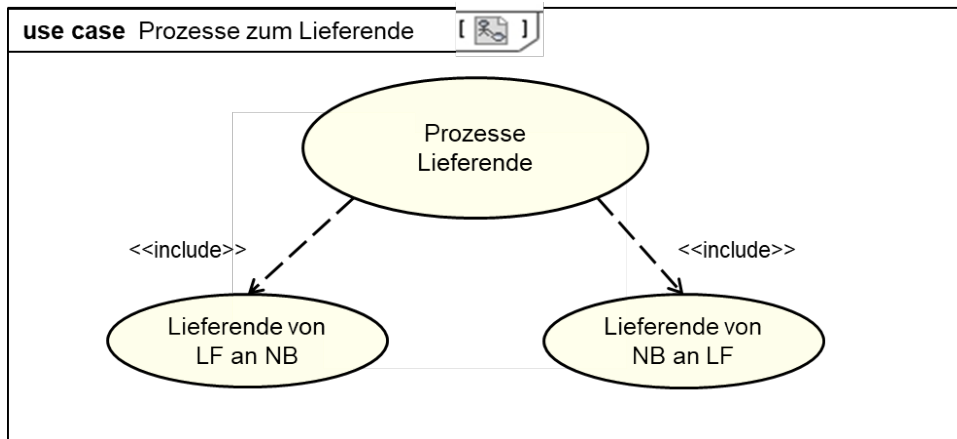 use case Prozesse zum Lieferende [ ]
Prozesse
Lieferende
<<include>>
<<include>>
Lieferende von
LF an NB
Lieferende von
NB an LF